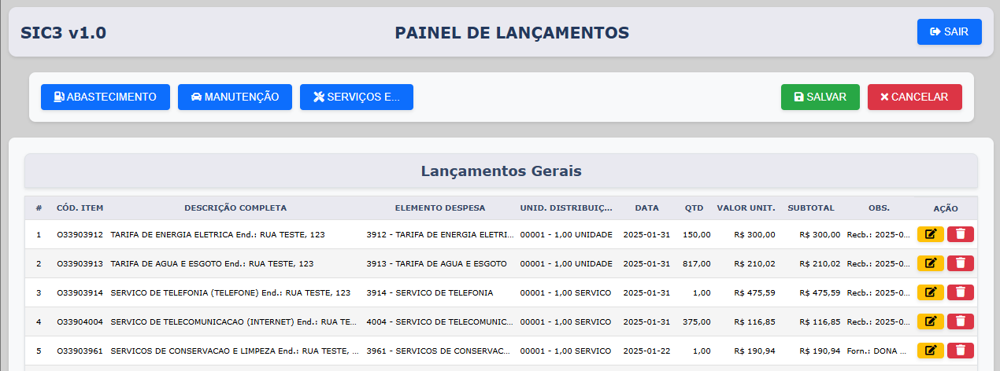 SIC3 v1.0 PAINEL DE LANÇAMENTOS SAIR
ABASTECIMENTO MANUTENÇÃO SERVIÇOS E... SALVAR CANCELAR
Lançamentos Gerais
# CÓD. ITEM DESCRIÇÃO COMPLETA ELEMENTO DESPESA UNID. DISTRIBUIÇ... DATA QTD VALOR UNIT. SUBTOTAL OBS. AÇÃO
1 O33903912 TARIFA DE ENERGIA ELETRICA End.: RUA TESTE, 123 3912 - TARIFA DE ENERGIA ELETRI... 00001 - 1,00 UNIDADE 2025-01-31 150,00 R$ 300,00 R$ 300,00 Recb.: 2025-0...
2 O33903913 TARIFA DE AGUA E ESGOTO End.: RUA TESTE, 123 3913 - TARIFA DE AGUA E ESGOTO 00001 - 1,00 UNIDADE 2025-01-31 817,00 R$ 210,02 R$ 210,02 Recb.: 2025-0...
3 O33903914 SERVICO DE TELEFONIA (TELEFONE) End.: RUA TESTE, 123 3914 - SERVICO DE TELEFONIA 00001 - 1,00 SERVICO 2025-01-31 1,00 R$ 475,59 R$ 475,59 Recb.: 2025-0...
4 O33904004 SERVICO DE TELECOMUNICACAO (INTERNET) End.: RUA TE... 4004 - SERVICO DE TELECOMUNIC... 00001 - 1,00 SERVICO 2025-01-31 375,00 R$ 116,85 R$ 116,85 Recb.: 2025-0...
5 O33903961 SERVICOS DE CONSERVACAO E LIMPEZA End.: RUA TESTE, ... 3961 - SERVICOS DE CONSERVAC... 00001 - 1,00 SERVICO 2025-01-22 1,00 R$ 190,94 R$ 190,94 Forn.: DONA ...